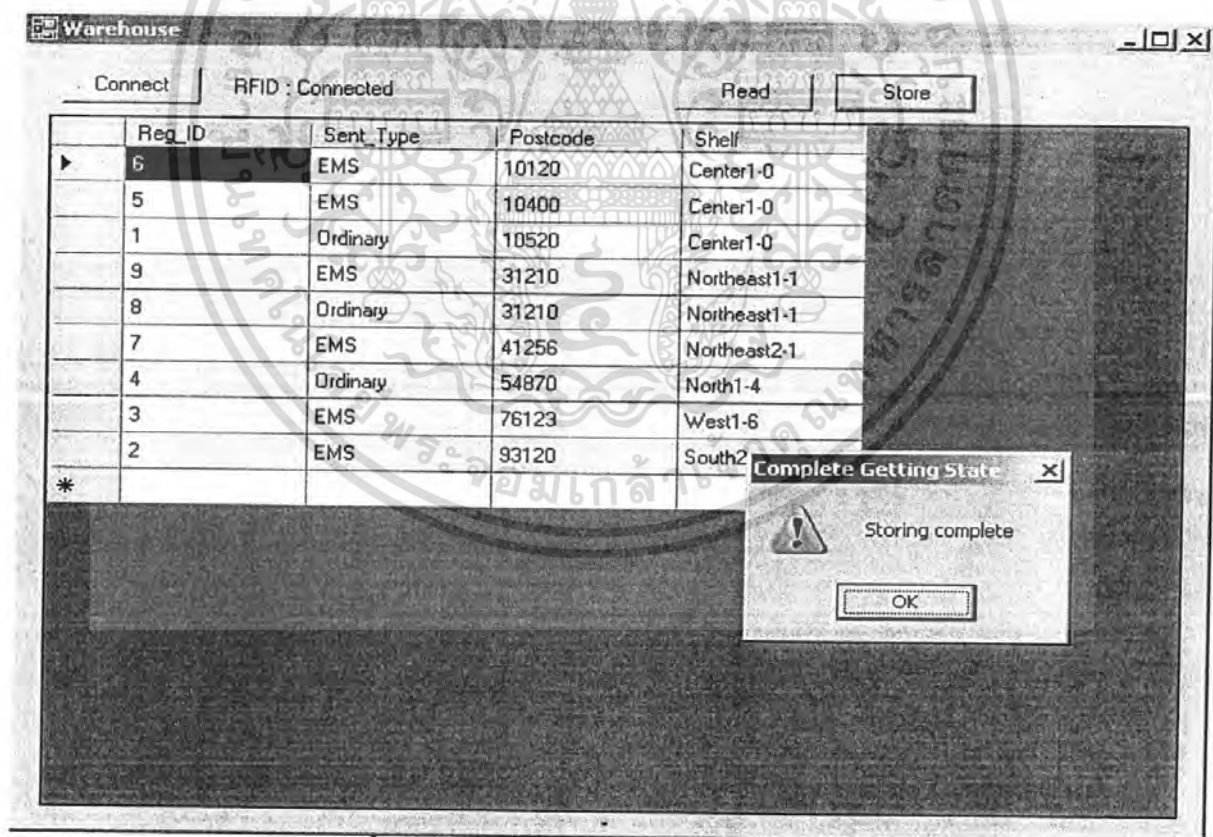 Warehouse
Connect RFID : Connected Read Store
Reg_ID Sent_Type Postcode Shelf
6 EMS 10120 Center1-0
5 EMS 10400 Center1-0
1 Ordinary 10520 Center1-0
9 EMS 31210 Northeast1-1
8 Ordinary 31210 Northeast1-1
7 EMS 41256 Northeast2-1
4 Ordinary 54870 North1-4
3 EMS 76123 West1-6
2 EMS 93120 South2
Complete Getting State
Storing complete
OK